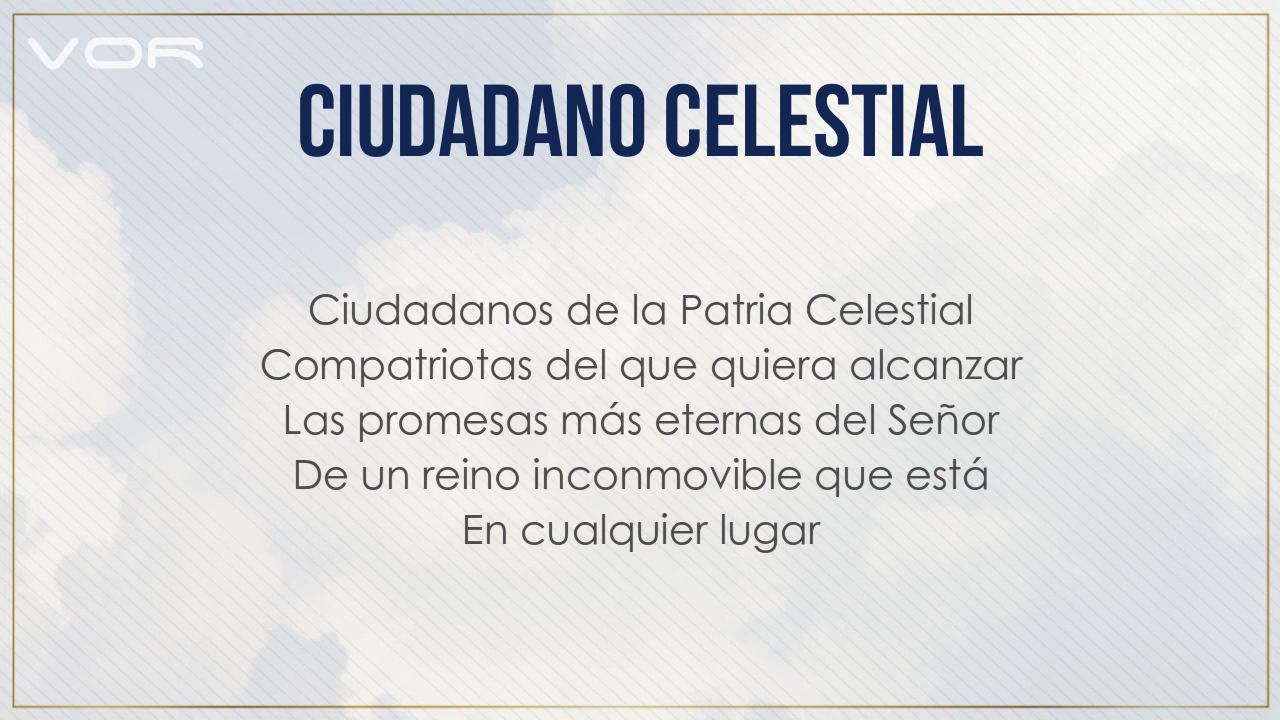 VOR
CIUDADANO CELESTIAL
Ciudadanos de la Patria Celestial
Compatriotas del que quiera alcanzar
Las promesas más eternas del Señor
De un reino inconmovible que está
En cualquier lugar